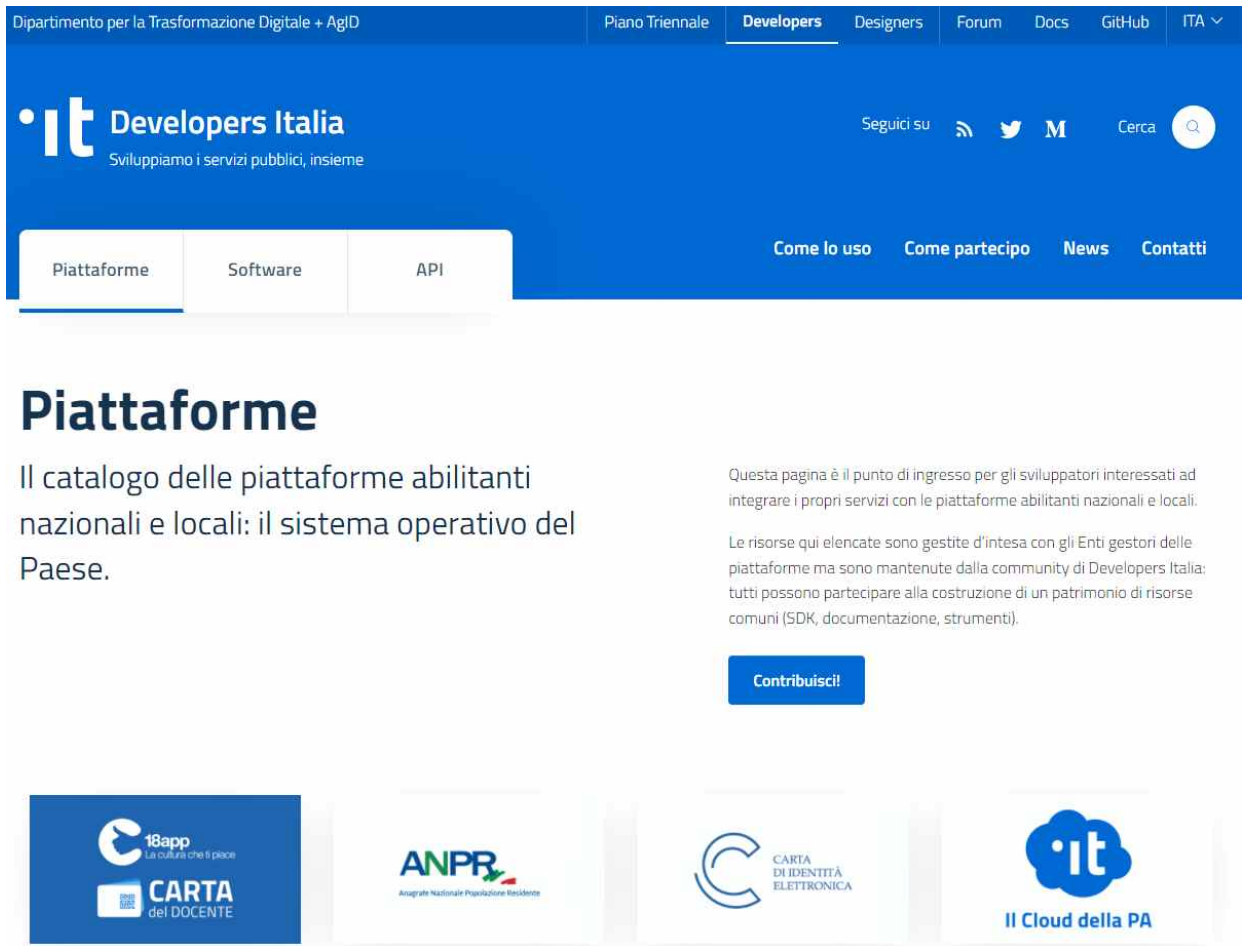 Dipartimento per la Trasformazione Digitale + AgID
Piano Triennale
Developers
Designers
Forum
Docs
GitHub
ITA
it
Developers Italia
Sviluppiamo i servizi pubblici, insieme
Seguici su
M
Cerca
Piattaforme
Software
API
Come lo uso
Come partecipo
News
Contatti
Piattaforme
Il catalogo delle piattaforme abilitanti
nazionali e locali: il sistema operativo del
Paese.
Questa pagina è il punto di ingresso per gli sviluppatori interessati ad
integrare i propri servizi con le piattaforme abilitanti nazionali e locali.
Le risorse qui elencate sono gestite d'intesa con gli Enti gestori delle
piattaforme ma sono mantenute dalla community di Developers Italia:
tutti possono partecipare alla costruzione di un patrimonio di risorse
comuni (SDK, documentazione, strumenti).
Contribuisci!
18app
La cultura che ti piace
CARTA
del DOCENTE
ANPR
Anagrafe Nazionale Popolazione Residente
CARTA
DI IDENTITÀ
ELETTRONICA
it
Il Cloud della PA